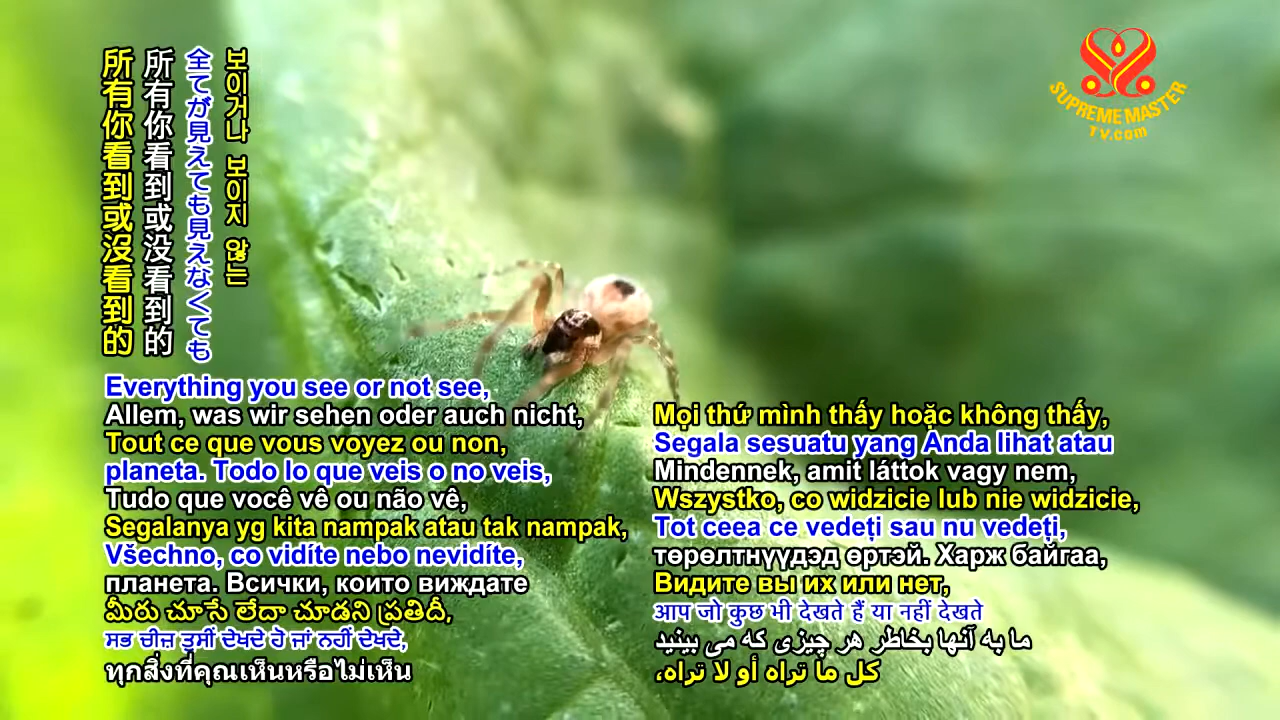 所有你看到或沒看到的
所有你看到或没看到的
全てが見えても見えなくても
보이거나 보이지 않는
SUPREME MASTER
TV.com
Everything you see or not see,
Allem, was wir sehen oder auch nicht,
Tout ce que vous voyez ou non,
planeta. Todo lo que veis o no veis,
Tudo que você vê ou não vê,
Segalanya yg kita nampak atau tak nampak,
Všechno, co vidíte nebo nevidíte,
планета. Всички, които виждате
మీరు చూసే లేదా చూడని ప్రతిదీ,
ਸਭ ਚੀਜ਼ ਤੁਸੀਂ ਦੇਖਦੇ ਹੋ ਜਾਂ ਨਹੀਂ ਦੇਖਦੇ,
ทุกสิ่งที่คุณเห็นหรือไม่เห็น
Mọi thứ mình thấy hoặc không thấy,
Segala sesuatu yang Anda lihat atau
Mindennek, amit láttok vagy nem,
Wszystko, co widzicie lub nie widzicie,
Tot ceea ce vedeți sau nu vedeți,
төрөлтнүүдэд өртэй. Харж байгаа,
Видите вы их или нет,
आप जो कुछ भी देखते हैं या नहीं देखते
ما به آنها بخاطر هر چیزی که می بینید
كل ما تراه أو لا تراه،